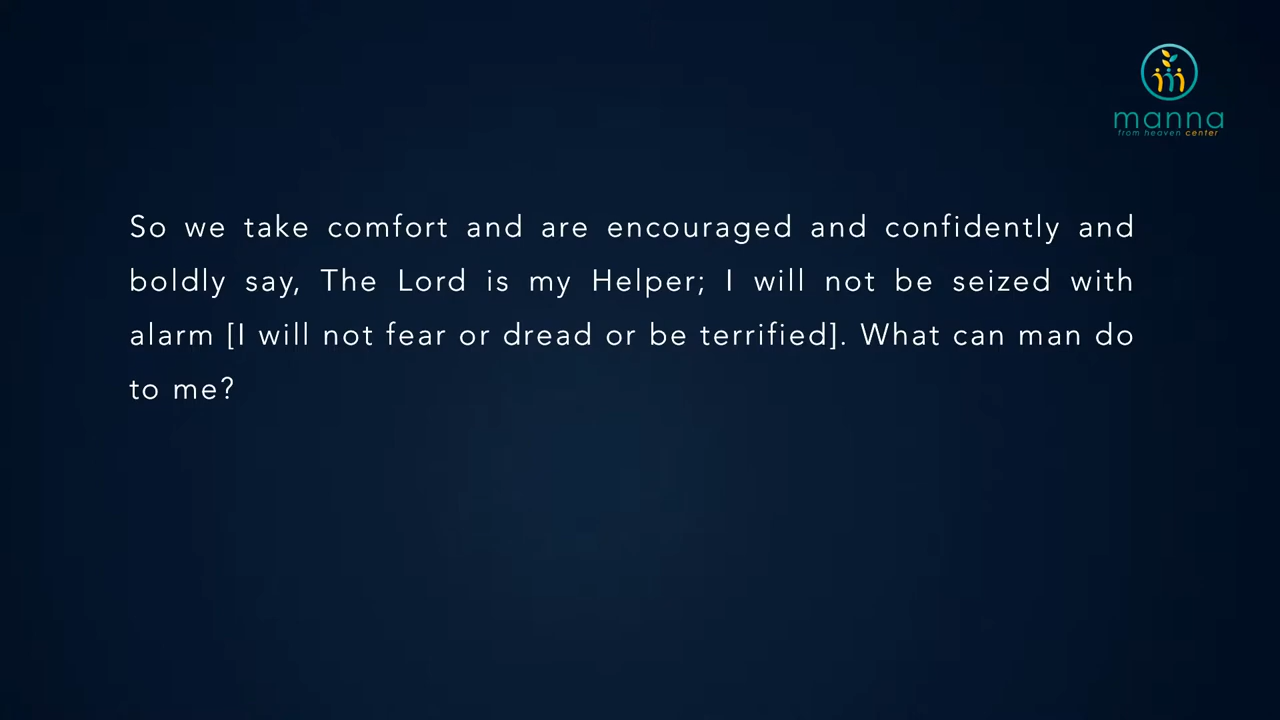 manna
from heaven center
So we take comfort and are encouraged and confidently and
boldly say, The Lord is my Helper; I will not be seized with
alarm [I will not fear or dread or be terrified]. What can man do
to me?